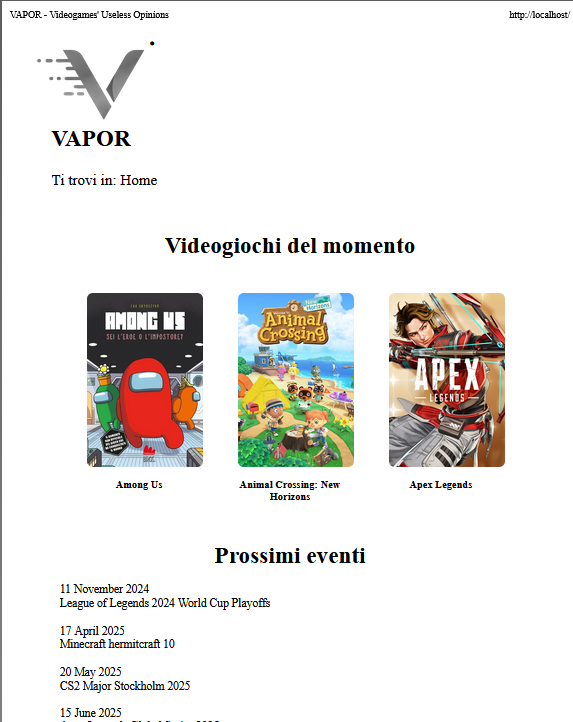 VAPOR - Videogames' Useless Opinions
http://localhost/
VAPOR
Ti trovi in: Home
Videogiochi del momento
AMONG US
SEI L'EROE O L'IMPOSTORE?
New Horizons
Animal Crossing
APEX
LEGENDS
Among Us
Animal Crossing: New
Horizons
Apex Legends
Prossimi eventi
11 November 2024
League of Legends 2024 World Cup Playoffs
17 April 2025
Minecraft hermitcraft 10
20 May 2025
CS2 Major Stockholm 2025
15 June 2025